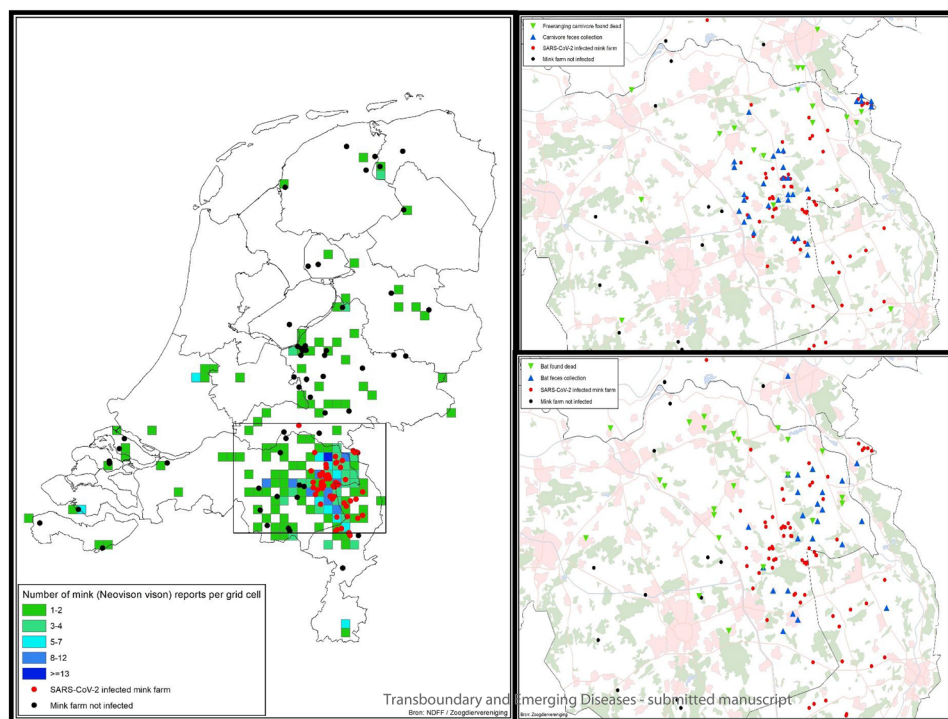 Number of mink (Neovison vison) reports per grid cell
1-2
3-4
5-7
8-12
>=13
SARS-CoV-2 infected mink farm
Mink farm not infected
Bron: NDFF / Zoogdiervereniging
Freeranging carnivore found dead
Carnivore feces collection
SARS-CoV-2 infected mink farm
Mink farm not infected
Bat found dead
Bat feces collection
SARS-CoV-2 infected mink farm
Mink farm not infected
Bron: NDFF / Zoogdiervereniging
Transboundary and Emerging Diseases - submitted manuscript